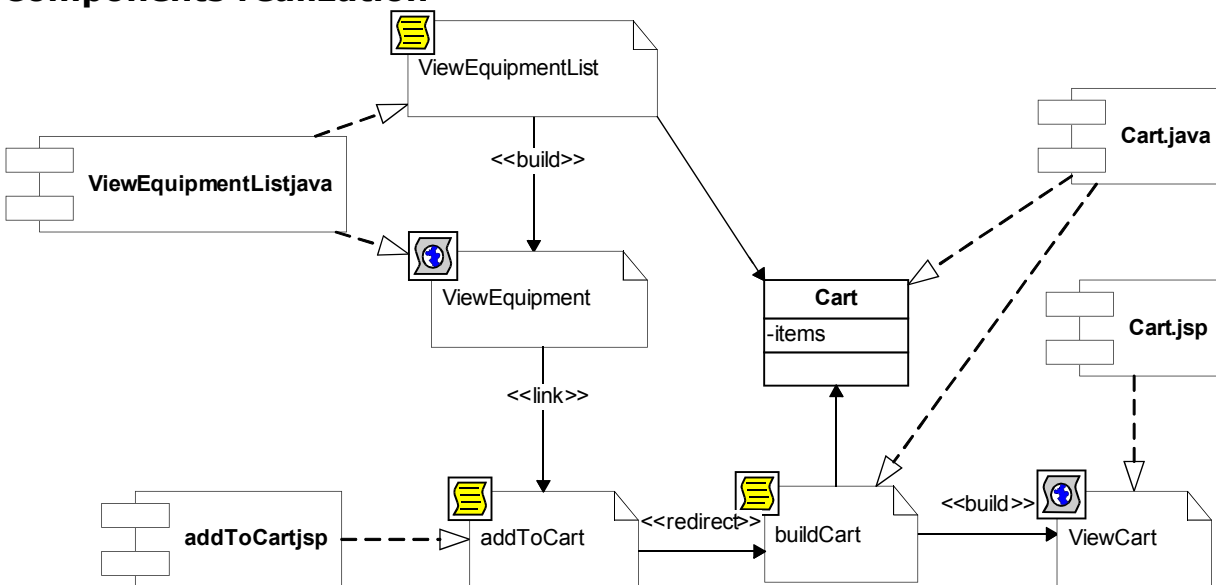 Components realization
ViewEquipmentList
Cart.java
<<build>>
ViewEquipmentListjava
ViewEquipment
Cart
-items
Cart.jsp
<<link>>
<<build>>
<<redirect>>
addToCartjsp
addToCart
buildCart
ViewCart